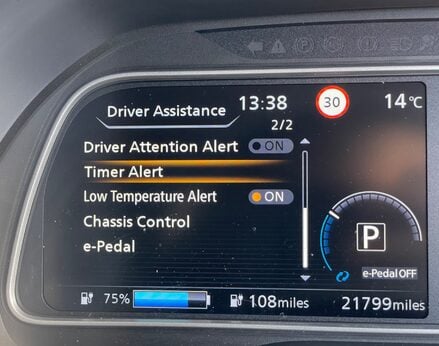 Driver Assistance 13:38 30 14°C
2/2
Driver Attention Alert ON
Timer Alert
Low Temperature Alert ON
Chassis Control
e-Pedal
P
e-Pedal OFF
75% 108miles 21799miles